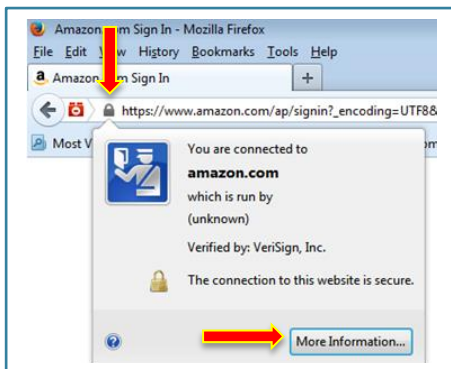 Amazon.com Sign In - Mozilla Firefox
File Edit View History Bookmarks Tools Help
a Amazon.com Sign In +
https://www.amazon.com/ap/signin?_encoding=UTF8&
Most V
You are connected to
amazon.com
which is run by
(unknown)
Verified by: VeriSign, Inc.
The connection to this website is secure.
? More Information...